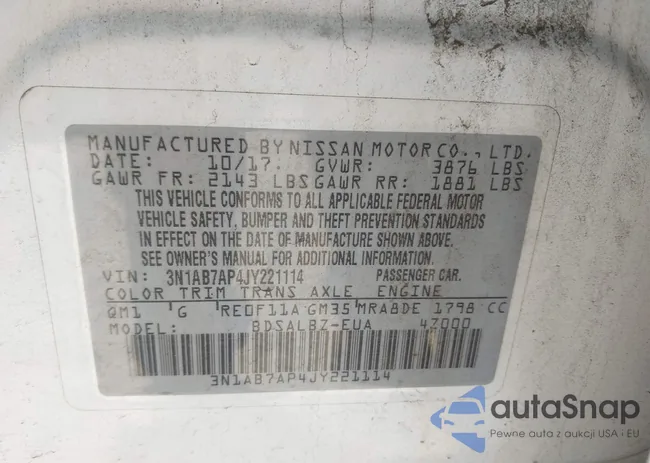 MANUFACTURED BY NISSAN MOTOR CO., LTD.
DATE: 10/17 GVWR: 3876 LBS
GAWR FR: 2143 LBS GAWR RR: 1881 LBS
THIS VEHICLE CONFORMS TO ALL APPLICABLE FEDERAL MOTOR
VEHICLE SAFETY, BUMPER AND THEFT PREVENTION STANDARDS
IN EFFECT ON THE DATE OF MANUFACTURE SHOWN ABOVE.
SEE OWNER'S MANUAL FOR ADDITIONAL INFORMATION.
VIN: 3N1AB7AP4JY221114 PASSENGER CAR.
COLOR TRIM TRANS AXLE ENGINE
QM1 G RE0F11A GM35 MRA8DE 1798 CC
MODEL: BDSALBZ-EUA 4Z000
3N1AB7AP4JY221114
autoSnap
Pewne auta z aukcji USA i EU